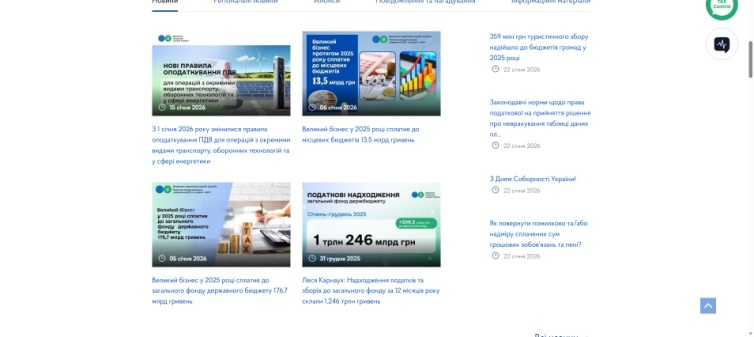 Новини
Регіональні новини
Анонси
Повідомлення та нагадування
Інформаційні матеріали
TAX
Control
НОВІ ПРАВИЛА
ОПОДАТКУВАННЯ ПДВ
для операцій з окремими
видами транспорту,
оборонних технологій та
у сфері енергетики
15 січня 2026
З 1 січня 2026 року змінилися правила
оподаткування ПДВ для операцій з окремими
видами транспорту, оборонних технологій та
у сфері енергетики
Великий
бізнес
протягом 2025
року сплатив
до місцевих
бюджетів
13,5 млрд грн
06 січня 2026
Великий бізнес у 2025 році сплатив до
місцевих бюджетів 13,5 млрд гривень
Великий бізнес
у 2025 році сплатив
до загального
фонду державного
бюджету
176,7 млрд грн
TAX
05 січня 2026
Великий бізнес у 2025 році сплатив до
загального фонду державного бюджету 176,7
млрд гривень
ПОДАТКОВІ НАДХОДЖЕННЯ
загальний фонд держбюджету
Січень-грудень 2025
1 трлн 246 млрд грн
31 грудня 2025
Леся Карнаух: Надходження податків та
зборів до загального фонду за 12 місяців року
склали 1,246 трлн гривень
359 млн грн туристичного збору
надійшло до бюджетів громад у
2025 році
22 січня 2026
Законодавчі норми щодо права
податкової на прийняття рішення
про неврахування таблиці даних
пл...
22 січня 2026
З Днем Соборності України!
22 січня 2026
Як повернути помилково та/або
надміру сплачених сум
грошових зобов'язань та пені?
22 січня 2026
Всі новини